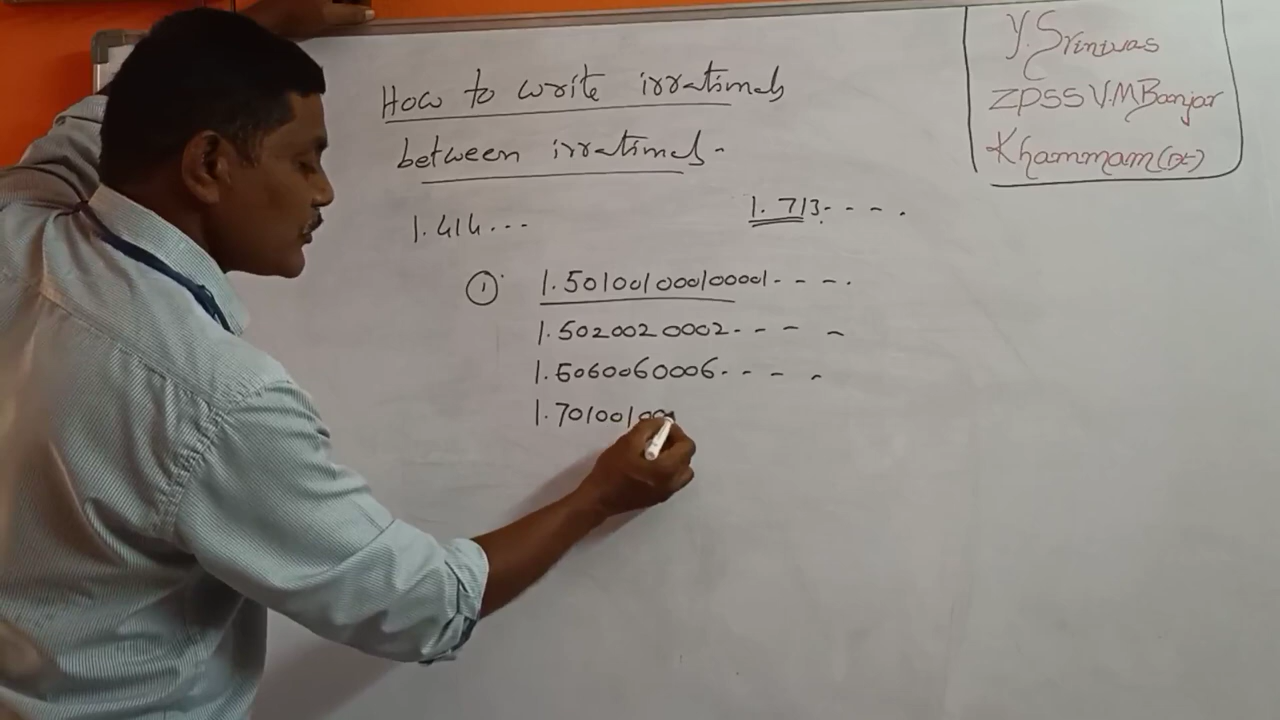 How to write irrationals
between irrationals.
Y. Srinivas
ZPSS V.M Banjar
Khammam (Dt)
1.414...
1.713- - - .
① 1.501001000100001- - - .
1.5020020002- - - -
1.5060060006- - - -
1.70100100